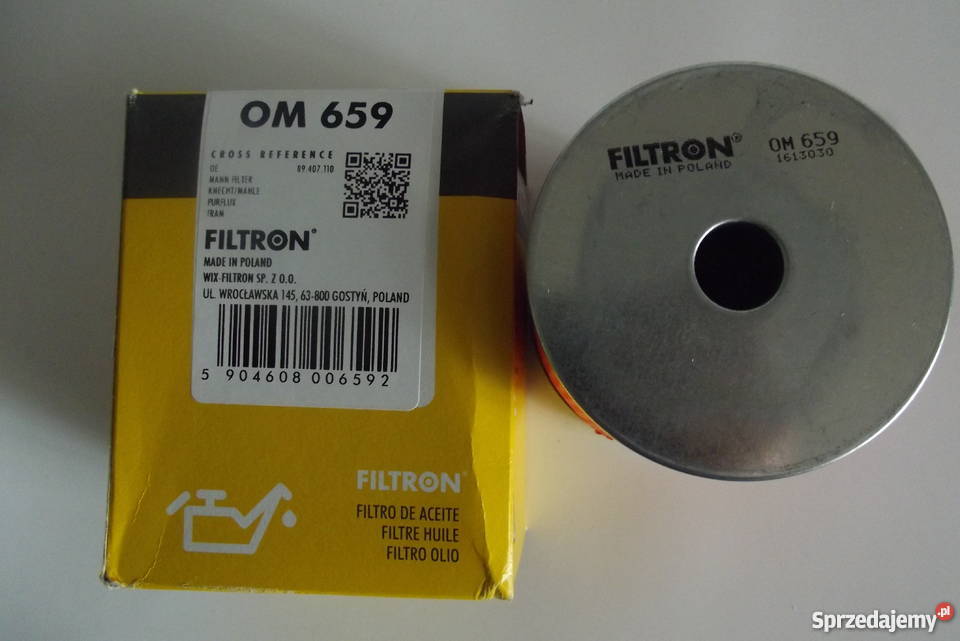 OM 659
CROSS REFERENCE
OE 89.407.110
MANN FILTER
KNECHT/MAHLE
PURFLUX
FRAM
FILTRON®
MADE IN POLAND
WIX-FILTRON SP. Z O.O.
UL. WROCŁAWSKA 145, 63-800 GOSTYŃ, POLAND
5 904608 006592
FILTRON®
FILTRO DE ACEITE
FILTRE HUILE
FILTRO OLIO
FILTRON® OM 659
MADE IN POLAND 1613030
Sprzedajemy.pl